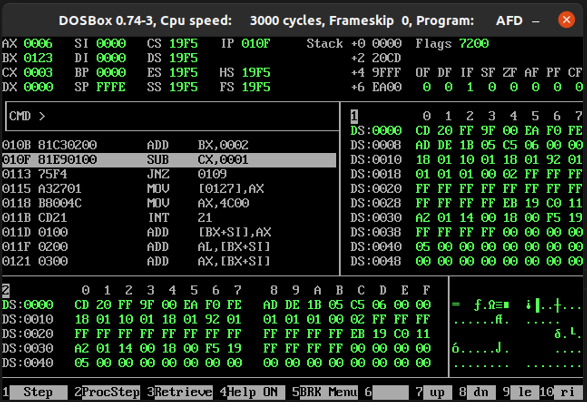 DOSBox 0.74-3, Cpu speed: 3000 cycles, Frameskip 0, Program: AFD
AX 0006 SI 0000 CS 19F5 IP 010F Stack +0 0000 Flags 7200
BX 0123 DI 0000 DS 19F5 +2 20CD
CX 0003 BP 0000 ES 19F5 HS 19F5 +4 9FFF OF DF IF SF ZF AF PF CF
DX 0000 SP FFFE SS 19F5 FS 19F5 +6 EA00 0 0 1 0 0 0 0 0
CMD >
010B 81C30200 ADD BX,0002
010F 81E90100 SUB CX,0001
0113 75F4 JNZ 0109
0115 A32701 MOV [0127],AX
0118 B8004C MOV AX,4C00
011B CD21 INT 21
011D 0100 ADD [BX+SI],AX
011F 0200 ADD AL,[BX+SI]
0121 0300 ADD AX,[BX+SI]
1 0 1 2 3 4 5 6 7
DS:0000 CD 20 FF 9F 00 EA F0 FE
DS:0008 AD DE 1B 05 C5 06 00 00
DS:0010 18 01 10 01 18 01 92 01
DS:0018 01 01 01 00 02 FF FF FF
DS:0020 FF FF FF FF FF FF FF FF
DS:0028 FF FF FF FF EB 19 C0 11
DS:0030 A2 01 14 00 18 00 F5 19
DS:0038 FF FF FF FF 00 00 00 00
DS:0040 05 00 00 00 00 00 00 00
DS:0048 00 00 00 00 00 00 00 00
2 0 1 2 3 4 5 6 7 8 9 A B C D E F
DS:0000 CD 20 FF 9F 00 EA F0 FE AD DE 1B 05 C5 06 00 00
DS:0010 18 01 10 01 18 01 92 01 01 01 01 00 02 FF FF FF
DS:0020 FF FF FF FF FF FF FF FF FF FF FF FF EB 19 C0 11
DS:0030 A2 01 14 00 18 00 F5 19 FF FF FF FF 00 00 00 00
DS:0040 05 00 00 00 00 00 00 00 00 00 00 00 00 00 00 00
1 Step 2ProcStep 3Retrieve 4Help ON 5BRK Menu 6 7 up 8 dn 9 le 10 ri